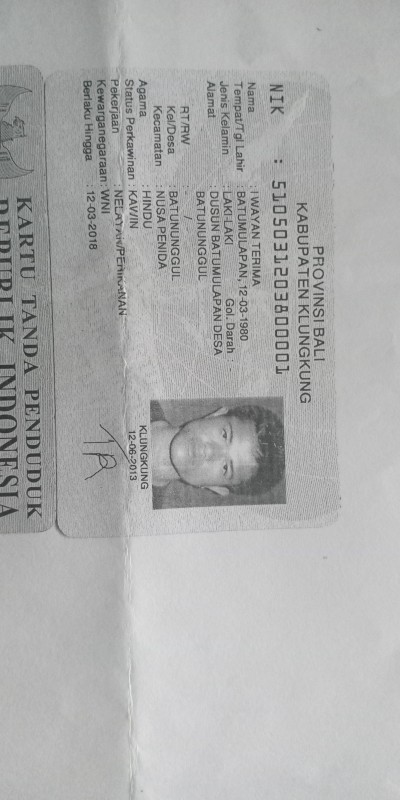 PROVINSI BALI
KABUPATEN KLUNGKUNG
NIK : 5105031203800001
Nama : I WAYAN TERIMA
Tempat/Tgl Lahir : BATUMULAPAN, 12-03-1980
Jenis Kelamin : LAKI-LAKI Gol. Darah :
Alamat : DUSUN BATUMULAPAN DESA
BATUNUNGGUL
RT/RW : - / -
Kel/Desa : BATUNUNGGUL
Kecamatan : NUSA PENIDA
Agama : HINDU
Status Perkawinan : KAWIN
Pekerjaan : NELAYAN/PERIKANAN
Kewarganegaraan : WNI
Berlaku Hingga : 12-03-2018
KLUNGKUNG
12-06-2013
KARTU TANDA PENDUDUK
REPUBLIK INDONESIA